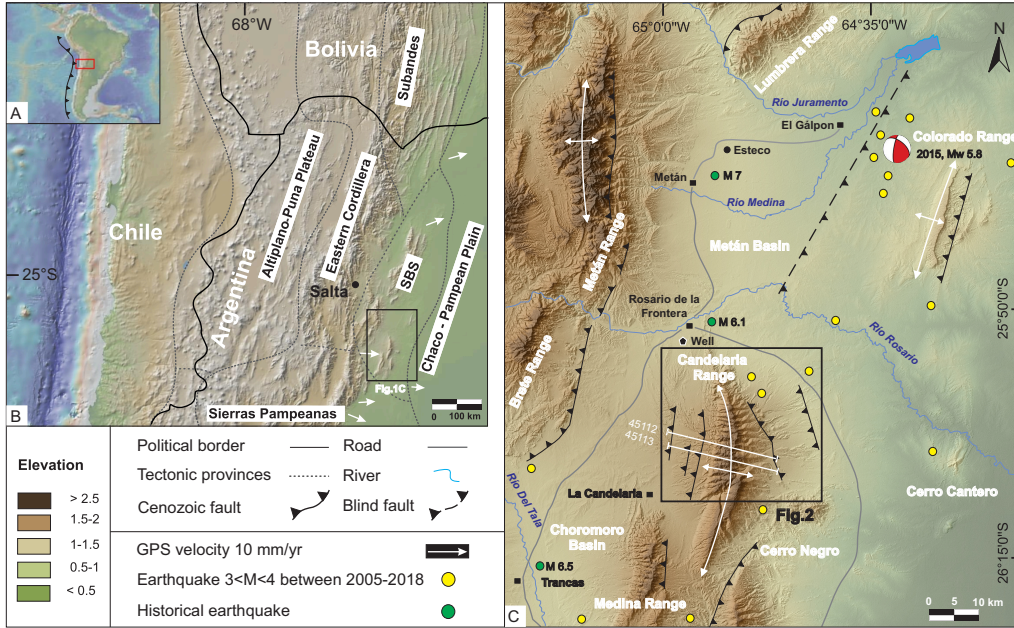 A
68°W
Bolivia
Subandes
Altiplano-Puna Plateau
Eastern Cordillera
Chile
Argentina
25°S
Salta
SBS
Chaco - Pampean Plain
Fig.1C
Sierras Pampeanas
0 100 km
B
Elevation
> 2.5
1.5-2
1-1.5
0.5-1
< 0.5
Political border
Road
Tectonic provinces
River
Cenozoic fault
Blind fault
GPS velocity 10 mm/yr
Earthquake 3<M<4 between 2005-2018
Historical earthquake
65°0'0"W
64°35'0"W
N
Lumbrera Range
Río Juramento
El Gálpon
Colorado Range
2015, Mw 5.8
Esteco
Metán
M 7
Río Medina
Metán Basin
Metán Range
Rosario de la
Frontera
M 6.1
Well
25°50'0"S
Río Rosario
Brete Range
Candelaria
Range
45112
45113
La Candelaria
Fig.2
Cerro Cantero
Río Del Tala
Choromoro
Basin
Cerro Negro
M 6.5
Trancas
Medina Range
26°15'0"S
0 5 10 km
C